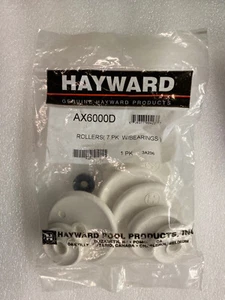 HAYWARD
GENUINE HAYWARD PRODUCTS
AX6000D
ROLLERS( 7 PK W/BEARINGS)
1 PK
HAYWARD POOL PRODUCTS, INC.